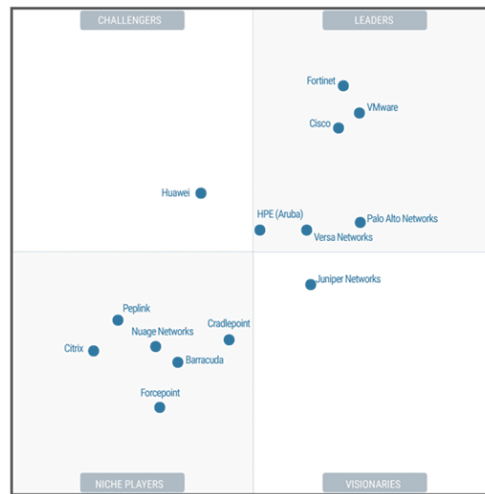 CHALLENGERS
LEADERS
Fortinet
VMware
Cisco
Huawei
HPE (Aruba)
Palo Alto Networks
Versa Networks
Juniper Networks
Peplink
Cradlepoint
Nuage Networks
Citrix
Barracuda
Forcepoint
NICHE PLAYERS
VISIONARIES